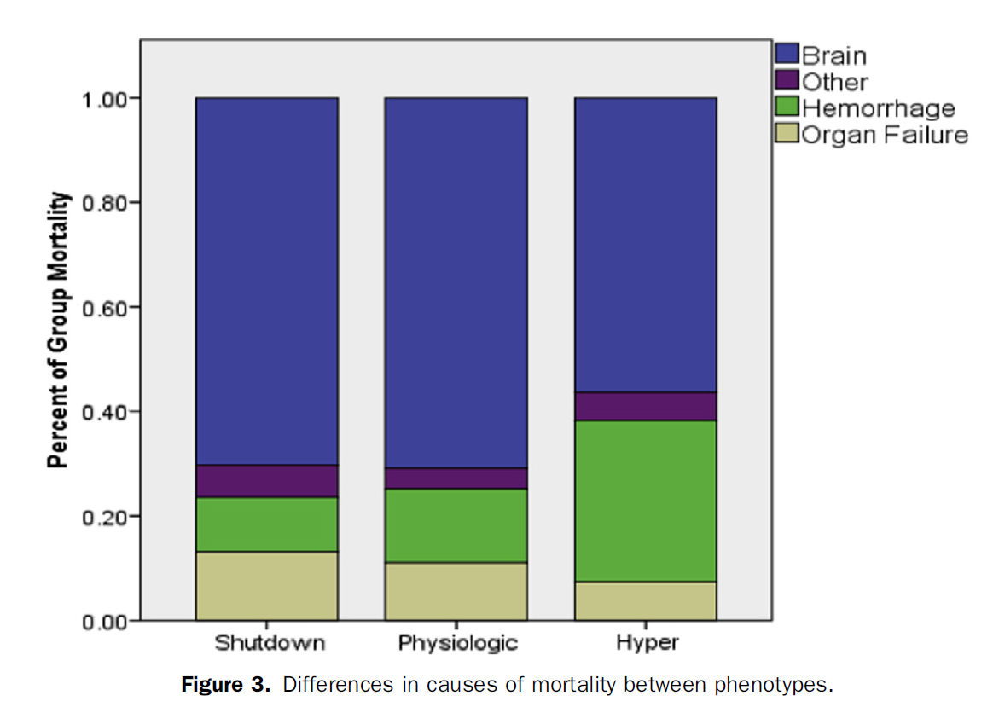 Brain
Other
Hemorrhage
Organ Failure
Percent of Group Mortality
1.00
0.80
0.60
0.40
0.20
0.00
Shutdown Physiologic Hyper
Figure 3. Differences in causes of mortality between phenotypes.